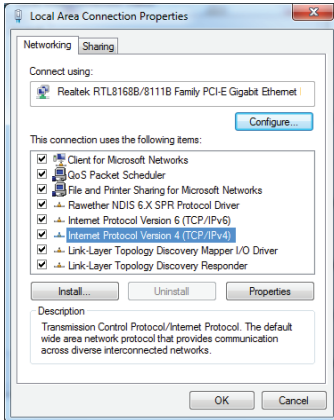 Local Area Connection Properties
Networking Sharing
Connect using:
Realtek RTL8168B/8111B Family PCI-E Gigabit Ethernet
Configure...
This connection uses the following items:
Client for Microsoft Networks
QoS Packet Scheduler
File and Printer Sharing for Microsoft Networks
Rawether NDIS 6.X SPR Protocol Driver
Internet Protocol Version 6 (TCP/IPv6)
Internet Protocol Version 4 (TCP/IPv4)
Link-Layer Topology Discovery Mapper I/O Driver
Link-Layer Topology Discovery Responder
Install... Uninstall Properties
Description
Transmission Control Protocol/Internet Protocol. The default
wide area network protocol that provides communication
across diverse interconnected networks.
OK Cancel